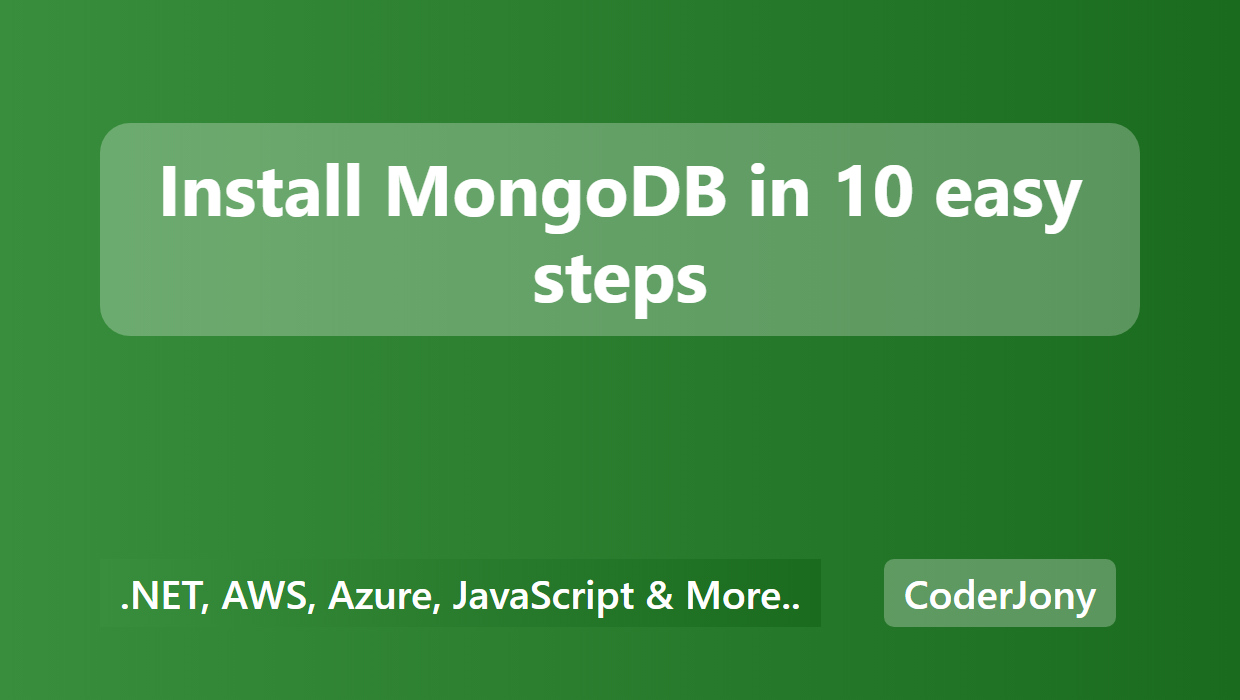 Install MongoDB in 10 easy
steps
.NET, AWS, Azure, JavaScript & More..
CoderJony